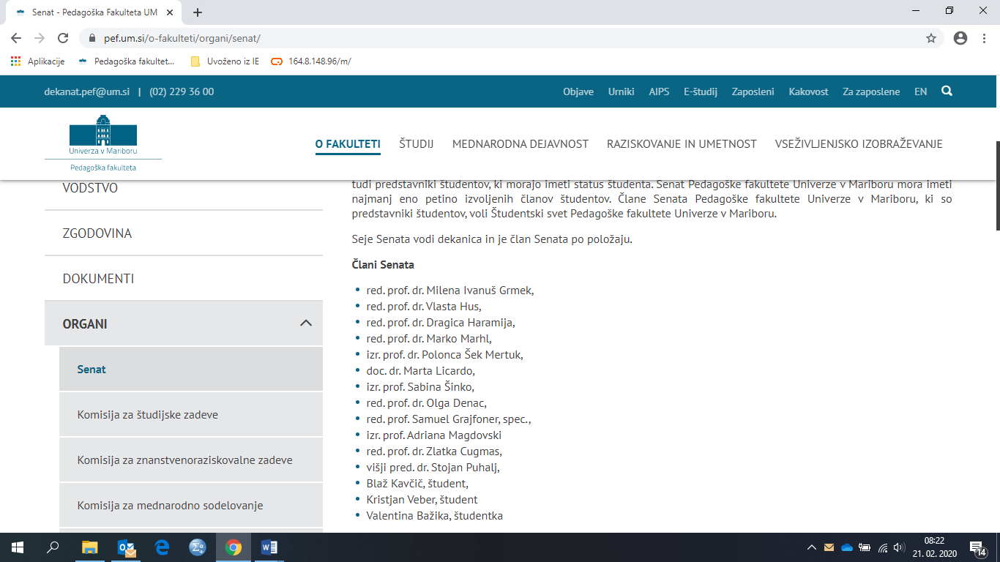 Senat - Pedagoška Fakulteta UM
pef.um.si/o-fakulteti/organi/senat/
Aplikacije Pedagoška fakultet... Uvoženo iz IE 164.8.148.96/m/
dekanat.pef@um.si | (02) 229 36 00
Objave Urniki AIPS E-študij Zaposleni Kakovost Za zaposlene EN
Univerza v Mariboru
Pedagoška fakulteta
O FAKULTETI ŠTUDIJ MEDNARODNA DEJAVNOST RAZISKOVANJE IN UMETNOST VSEŽIVLJENJSKO IZOBRAŽEVANJE
VODSTVO
ZGODOVINA
DOKUMENTI
ORGANI
Senat
Komisija za študijske zadeve
Komisija za znanstvenoraziskovalne zadeve
Komisija za mednarodno sodelovanje
tudi predstavniki študentov, ki morajo imeti status študenta. Senat Pedagoške fakultete Univerze v Mariboru mora imeti
najmanj eno petino izvoljenih članov študentov. Člane Senata Pedagoške fakultete Univerze v Mariboru, ki so
predstavniki študentov, voli Študentski svet Pedagoške fakultete Univerze v Mariboru.
Seje Senata vodi dekanica in je član Senata po položaju.
Člani Senata
• red. prof. dr. Milena Ivanuš Grmek,
• red. prof. dr. Vlasta Hus,
• red. prof. dr. Dragica Haramija,
• red. prof. dr. Marko Marhl,
• izr. prof. dr. Polonca Šek Mertuk,
• doc. dr. Marta Licardo,
• izr. prof. Sabina Šinko,
• red. prof. dr. Olga Denac,
• red. prof. Samuel Grajfoner, spec.,
• izr. prof. Adriana Magdovski
• red. prof. dr. Zlatka Cugmas,
• višji pred. dr. Stojan Puhalj,
• Blaž Kavčič, študent,
• Kristjan Veber, študent
• Valentina Bažika, študentka
08:22
21. 02. 2020
14